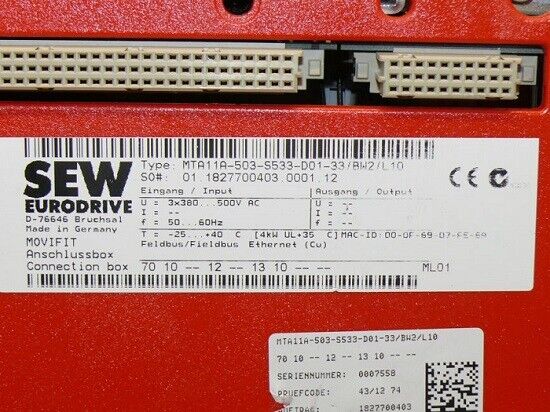 SEW
EURODRIVE
D-76646 Bruchsal
Made in Germany
MOVIFIT
Anschlussbox
Connection box 70 10 -- 12 -- 13 10 -- -- ML01
Type: MTA11A-503-S533-D01-33/BW2/L10
SO#: 01.1827700403.0001.12
Eingang / Input Ausgang / Output
U = 3x380...500V AC U = --
I = -- I = --
f = 50...60Hz f = --
T = -25...+40 C [4kW UL+35 C] MAC-ID: 00-0F-69-D7-
Feldbus/Fieldbus Ethernet (Cu)
CE
MTA11A-503-S533-D01-33/BW2/L10
70 10 -- 12 -- 13 10 -- --
SERIENNUMMER: 0007558
PRUEFCODE: 43/12 74
1827700403